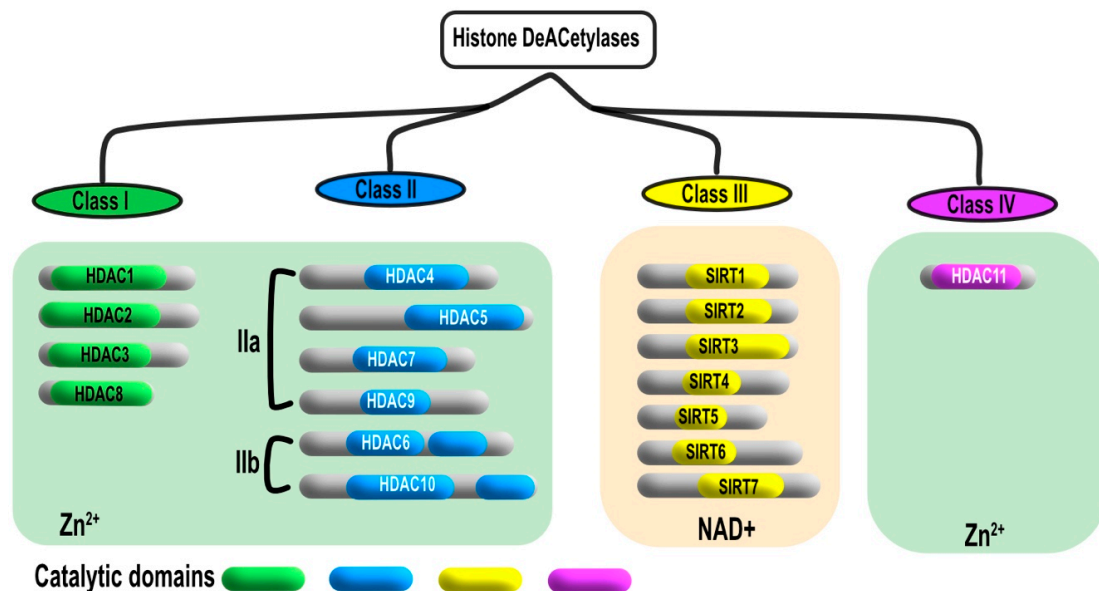 Histone DeACetylases
Class I
Class II
Class III
Class IV
HDAC1
HDAC2
HDAC3
HDAC8
IIa
HDAC4
HDAC5
HDAC7
HDAC9
IIb
HDAC6
HDAC10
Zn²⁺
SIRT1
SIRT2
SIRT3
SIRT4
SIRT5
SIRT6
SIRT7
NAD+
HDAC11
Zn²⁺
Catalytic domains